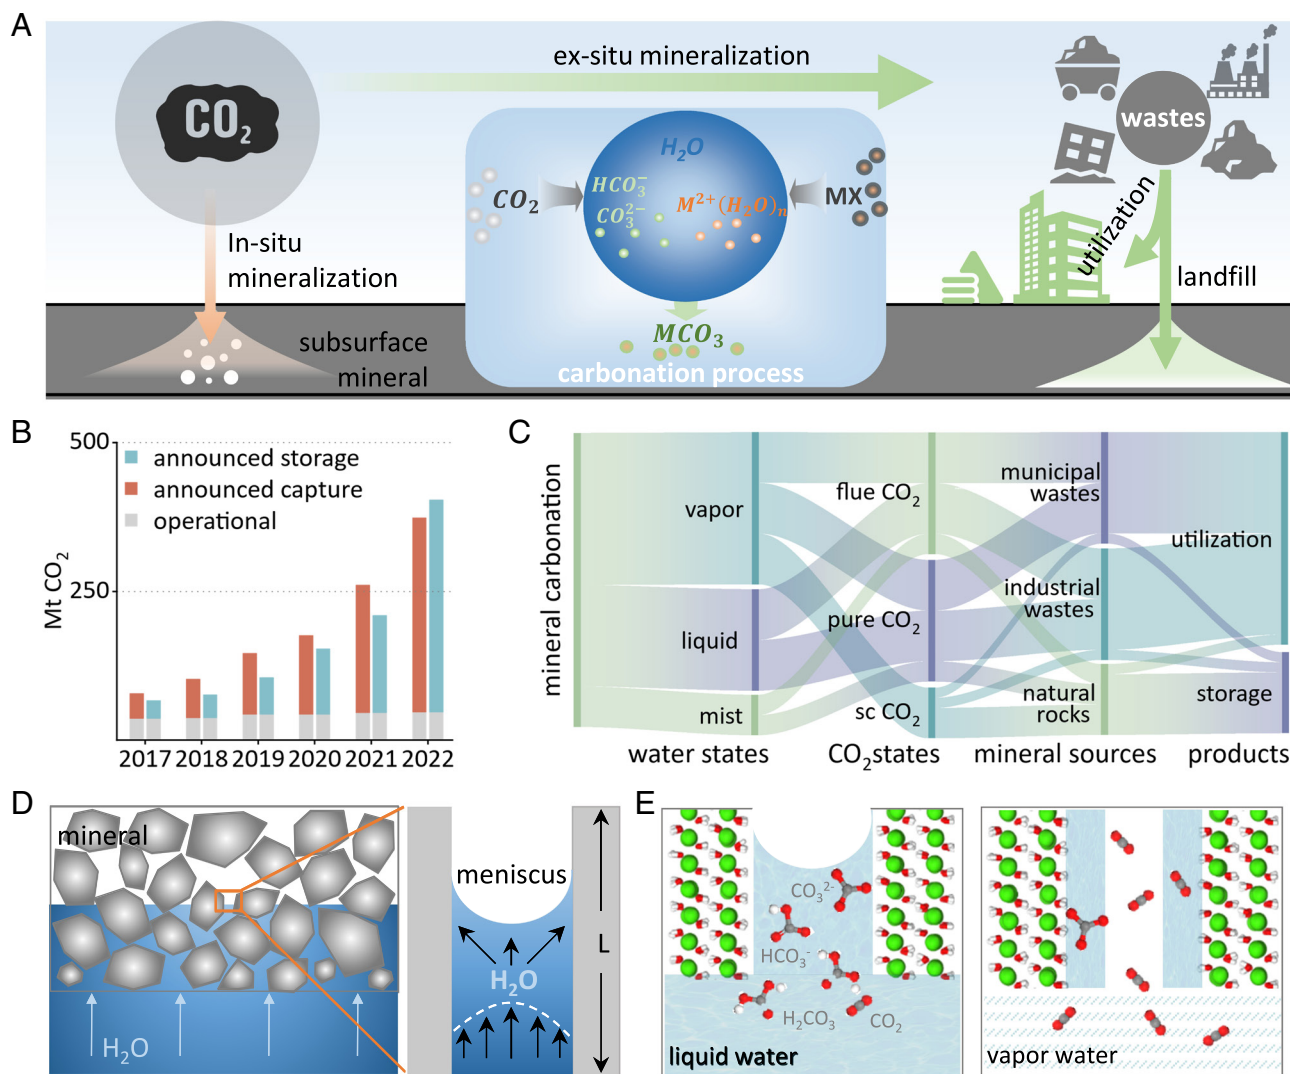 A
ex-situ mineralization
CO2
wastes
H2O
HCO3−
CO32−
M2+(H2O)n
CO2
MX
In-situ
mineralization
utilization
landfill
MCO3
subsurface
mineral
carbonation process
B
500
250
Mt CO2
announced storage
announced capture
operational
2017 2018 2019 2020 2021 2022
C
mineral carbonation
vapor
liquid
mist
flue CO2
pure CO2
sc CO2
municipal
wastes
industrial
wastes
natural
rocks
utilization
storage
water states
CO2states
mineral sources
products
D
mineral
H2O
meniscus
H2O
L
E
CO32-
HCO3-
H2CO3
CO2
liquid water
vapor water